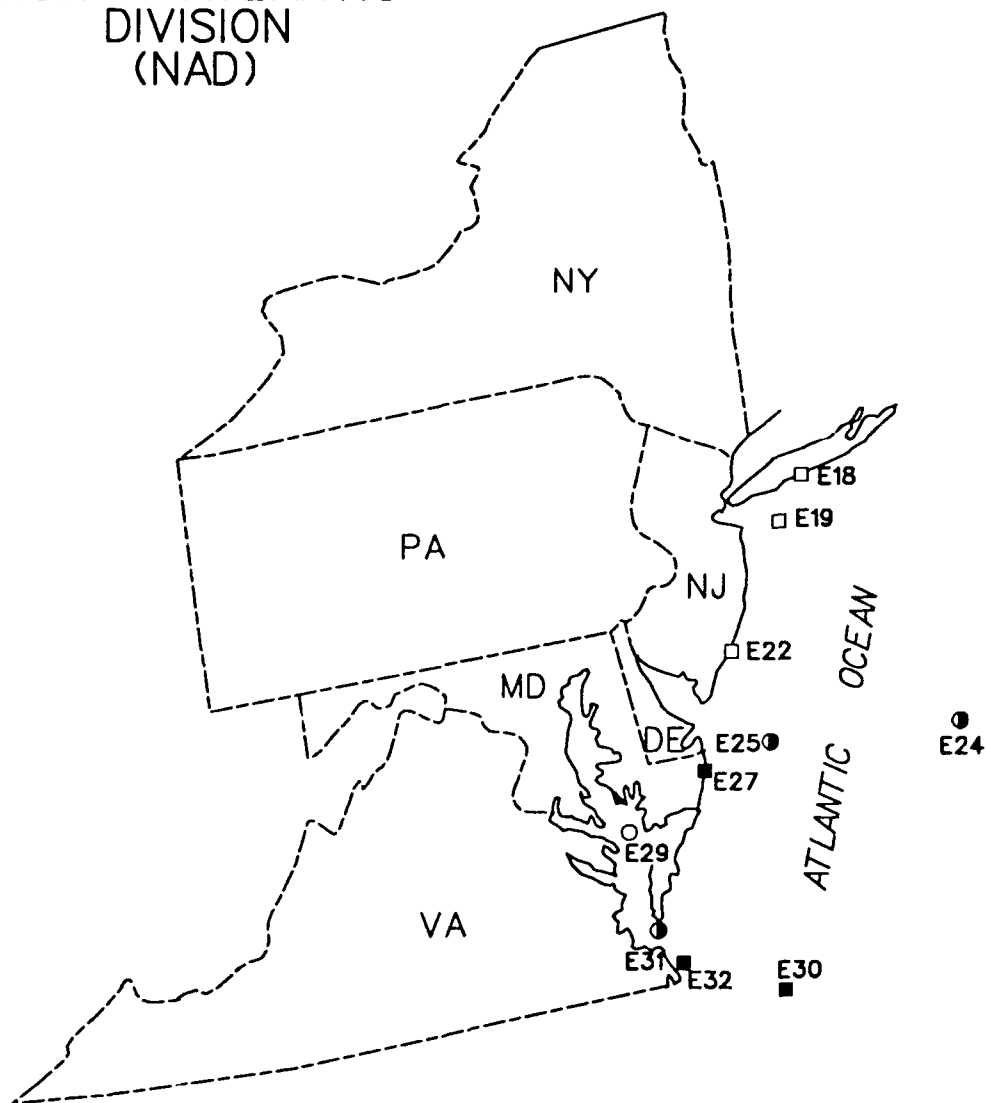 DIVISION
(NAD)
NY
E18
E19
PA
NJ
E22
MD
DE
E25
E24
E27
E29
VA
E31
E32
E30
ATLANTIC OCEAN